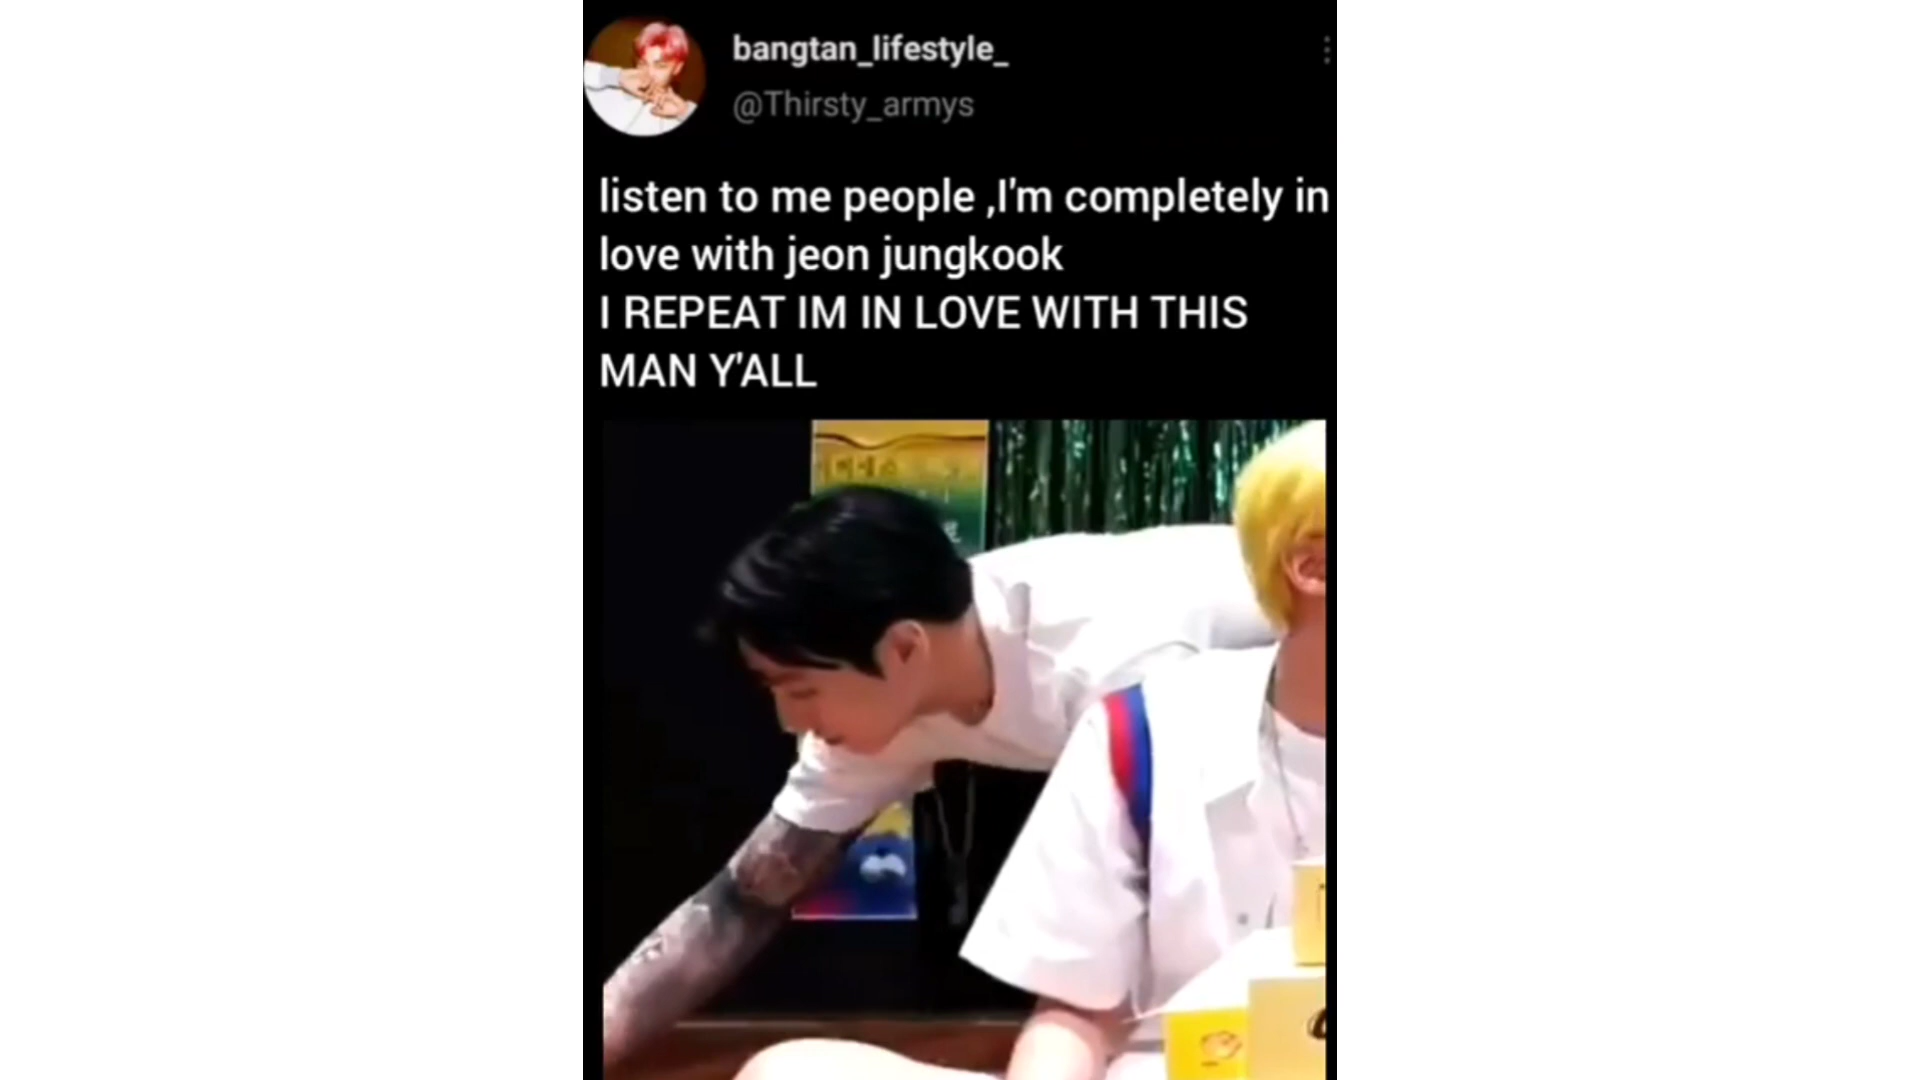 bangtan_lifestyle_
@Thirsty_armys
listen to me people ,I'm completely in
love with jeon jungkook
I REPEAT IM IN LOVE WITH THIS
MAN Y'ALL